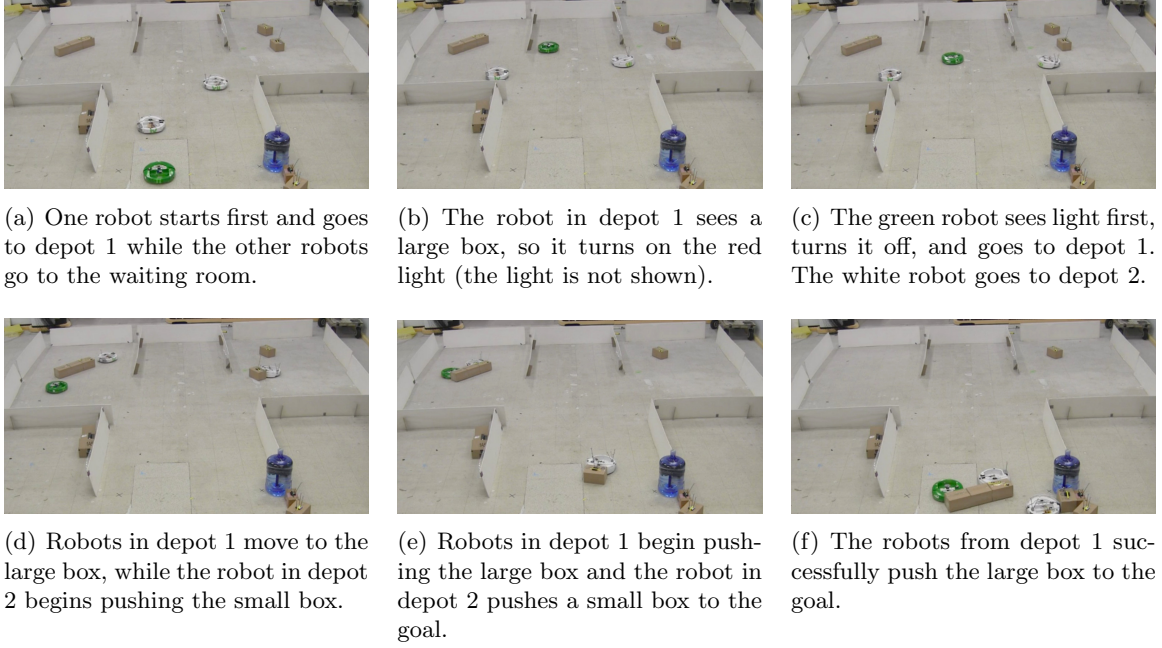 (a) One robot starts first and goes
to depot 1 while the other robots
go to the waiting room.
(b) The robot in depot 1 sees a
large box, so it turns on the red
light (the light is not shown).
(c) The green robot sees light first,
turns it off, and goes to depot 1.
The white robot goes to depot 2.
(d) Robots in depot 1 move to the
large box, while the robot in depot
2 begins pushing the small box.
(e) Robots in depot 1 begin push-
ing the large box and the robot in
depot 2 pushes a small box to the
goal.
(f) The robots from depot 1 suc-
cessfully push the large box to the
goal.